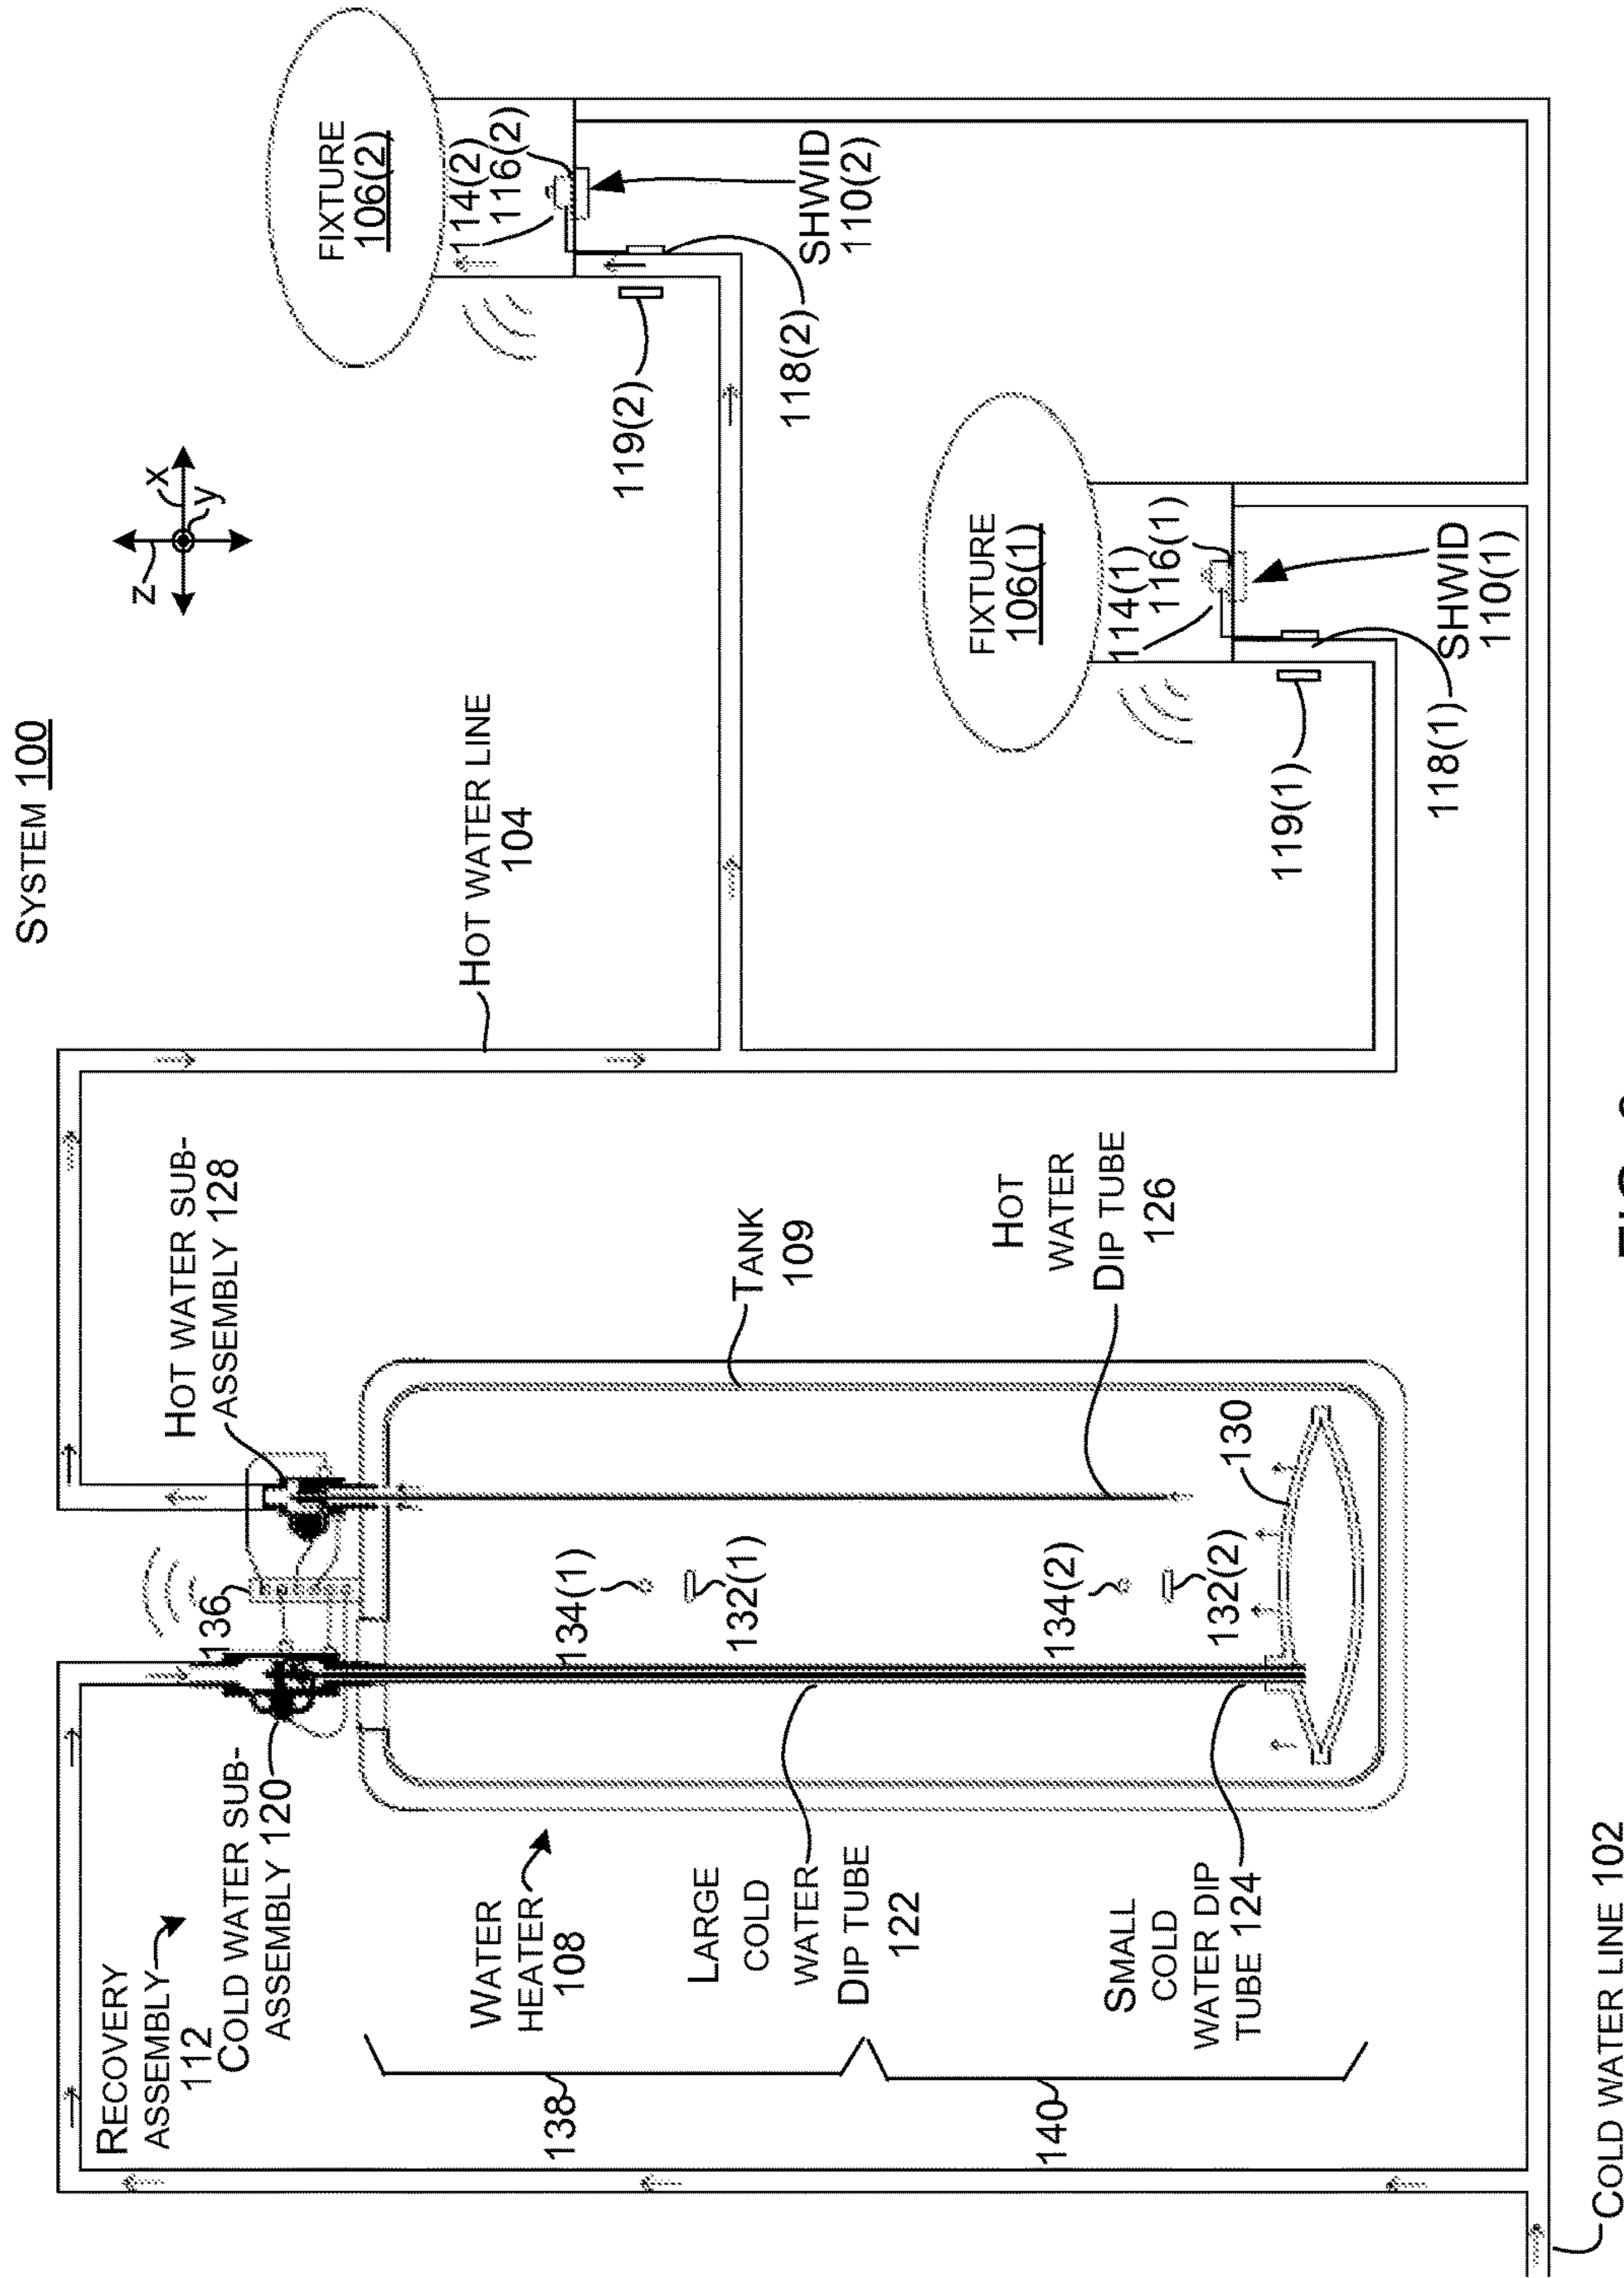 SYSTEM 100
RECOVERY
ASSEMBLY
112
COLD WATER SUB-
ASSEMBLY 120
136
HOT WATER SUB-
ASSEMBLY 128
Z
X
y
FIXTURE
106(2)
114(2)
116(2)
SHWID
110(2)
118(2)
119(2)
HOT WATER LINE
104
WATER
HEATER
108
TANK
109
134(1)
132(1)
138
LARGE
COLD
WATER
DIP TUBE
122
HOT
WATER
DIP TUBE
126
134(2)
132(2)
130
140
SMALL
COLD
WATER DIP
TUBE 124
FIXTURE
106(1)
114(1)
116(1)
SHWID
110(1)
118(1)
119(1)
COLD WATER LINE 102